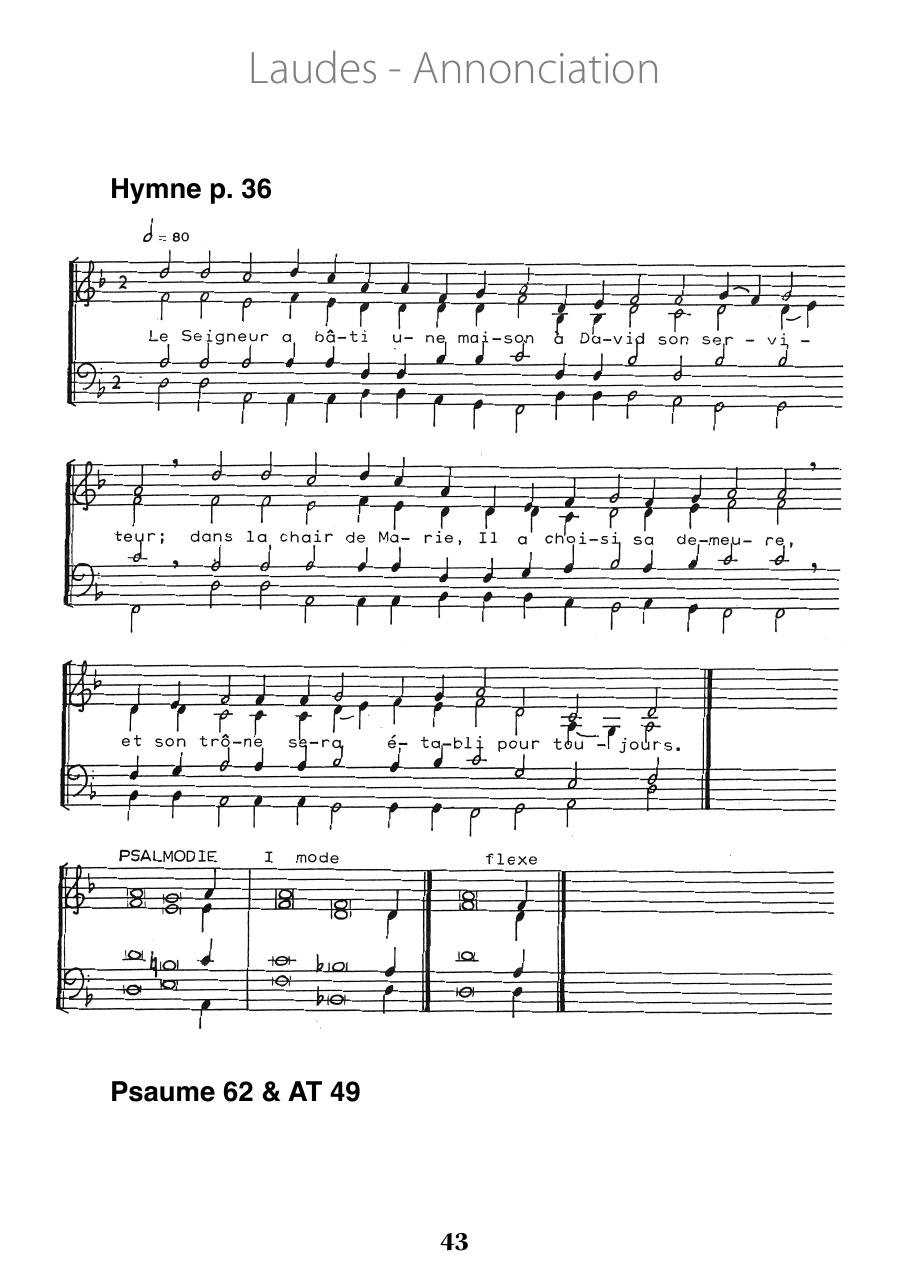 Laudes - Annonciation
Hymne p. 36
= 80
2
Le Seigneur a bâ-ti u- ne mai-son à Da-vid son ser - vi -
2
teur; dans la chair de Ma- rie, Il a choi-si sa de-meu- re,
et son trô-ne se-ra é- ta-bli pour tou - jours.
PSALMODIE I mode flexe
Psaume 62 & AT 49
43